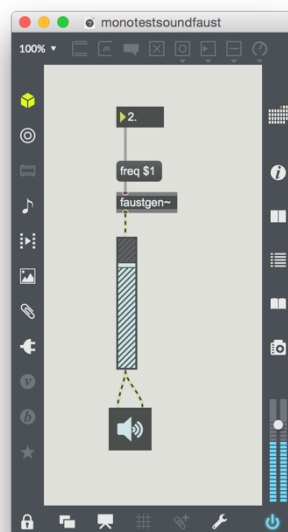 monotestsoundfaust
100% ▼
2.
freq $1
faustgen~